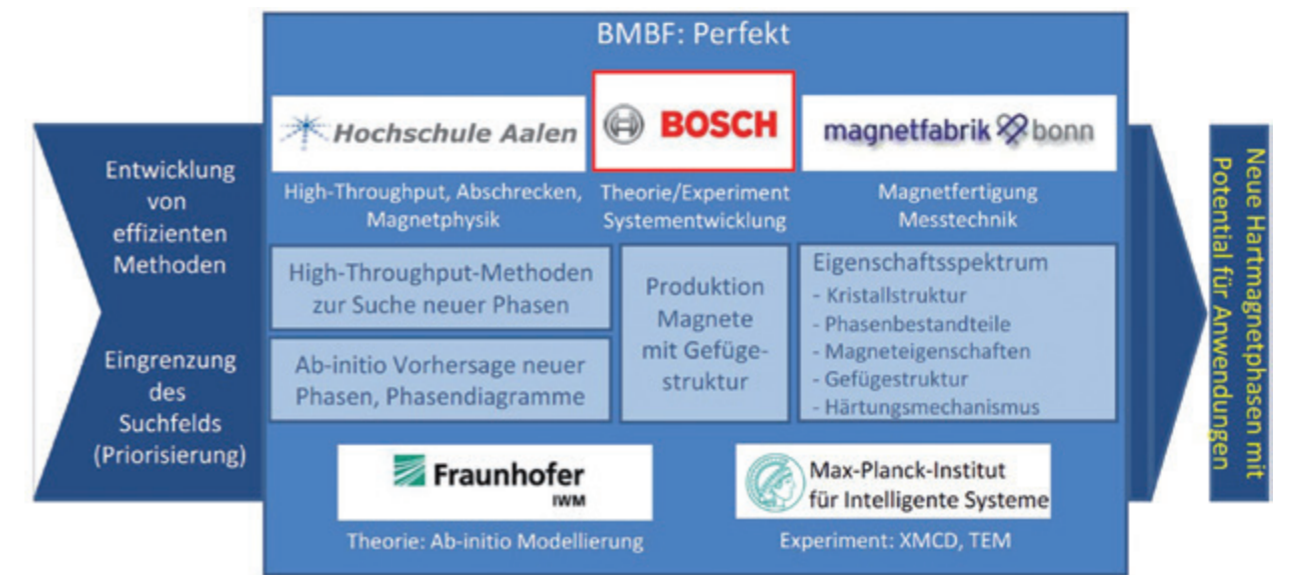 BMBF: Perfekt
Entwicklung
von
effizienten
Methoden
Eingrenzung
des
Suchfelds
(Priorisierung)
Hochschule Aalen
High-Throughput, Abschrecken,
Magnetphysik
BOSCH
Theorie/Experiment
Systementwicklung
magnetfabrik bonn
Magnetfertigung
Messtechnik
High-Throughput-Methoden
zur Suche neuer Phasen
Ab-initio Vorhersage neuer
Phasen, Phasendiagramme
Produktion
Magnete
mit Gefüge-
struktur
Eigenschaftsspektrum
- Kristallstruktur
- Phasenbestandteile
- Magneteigenschaften
- Gefügestruktur
- Härtungsmechanismus
Fraunhofer
IWM
Theorie: Ab-initio Modellierung
Max-Planck-Institut
für Intelligente Systeme
Experiment: XMCD, TEM
Neue Hartmagnetphasen mit
Potential für Anwendungen